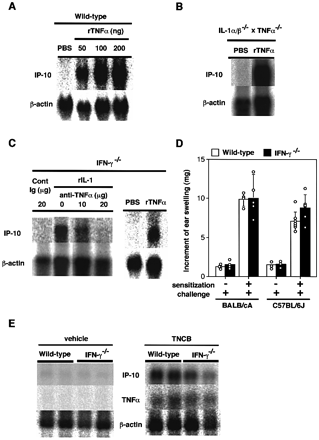 A
Wild-type
rTNFα (ng)
PBS 50 100 200
IP-10
β-actin
B
IL-1α/β-/- x TNFα-/-
PBS rTNFα
IP-10
β-actin
C
IFN-γ -/-
Cont Ig (μg)
rIL-1
anti-TNFα (μg)
20 0 10 20
PBS rTNFα
IP-10
β-actin
D
Wild-type IFN-γ -/-
Increment of ear swelling (mg)
15
10
5
0
sensitization - + - +
challenge + + + +
BALB/cA C57BL/6J
E
vehicle TNCB
Wild-type IFN-γ-/- Wild-type IFN-γ-/-
IP-10
TNFα
β-actin